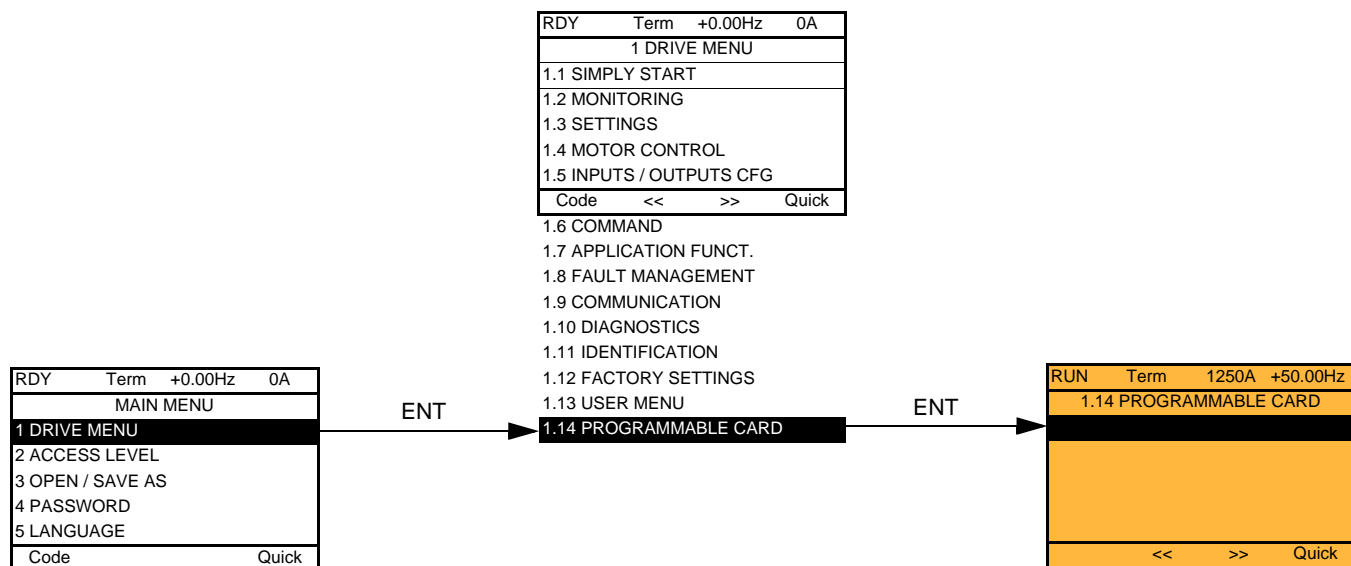 RDY Term +0.00Hz 0A
1 DRIVE MENU
1.1 SIMPLY START
1.2 MONITORING
1.3 SETTINGS
1.4 MOTOR CONTROL
1.5 INPUTS / OUTPUTS CFG
Code << >> Quick
1.6 COMMAND
1.7 APPLICATION FUNCT.
1.8 FAULT MANAGEMENT
1.9 COMMUNICATION
1.10 DIAGNOSTICS
1.11 IDENTIFICATION
1.12 FACTORY SETTINGS
1.13 USER MENU
1.14 PROGRAMMABLE CARD
RDY Term +0.00Hz 0A
MAIN MENU
1 DRIVE MENU
2 ACCESS LEVEL
3 OPEN / SAVE AS
4 PASSWORD
5 LANGUAGE
Code Quick
ENT
ENT
RUN Term 1250A +50.00Hz
1.14 PROGRAMMABLE CARD
<< >> Quick